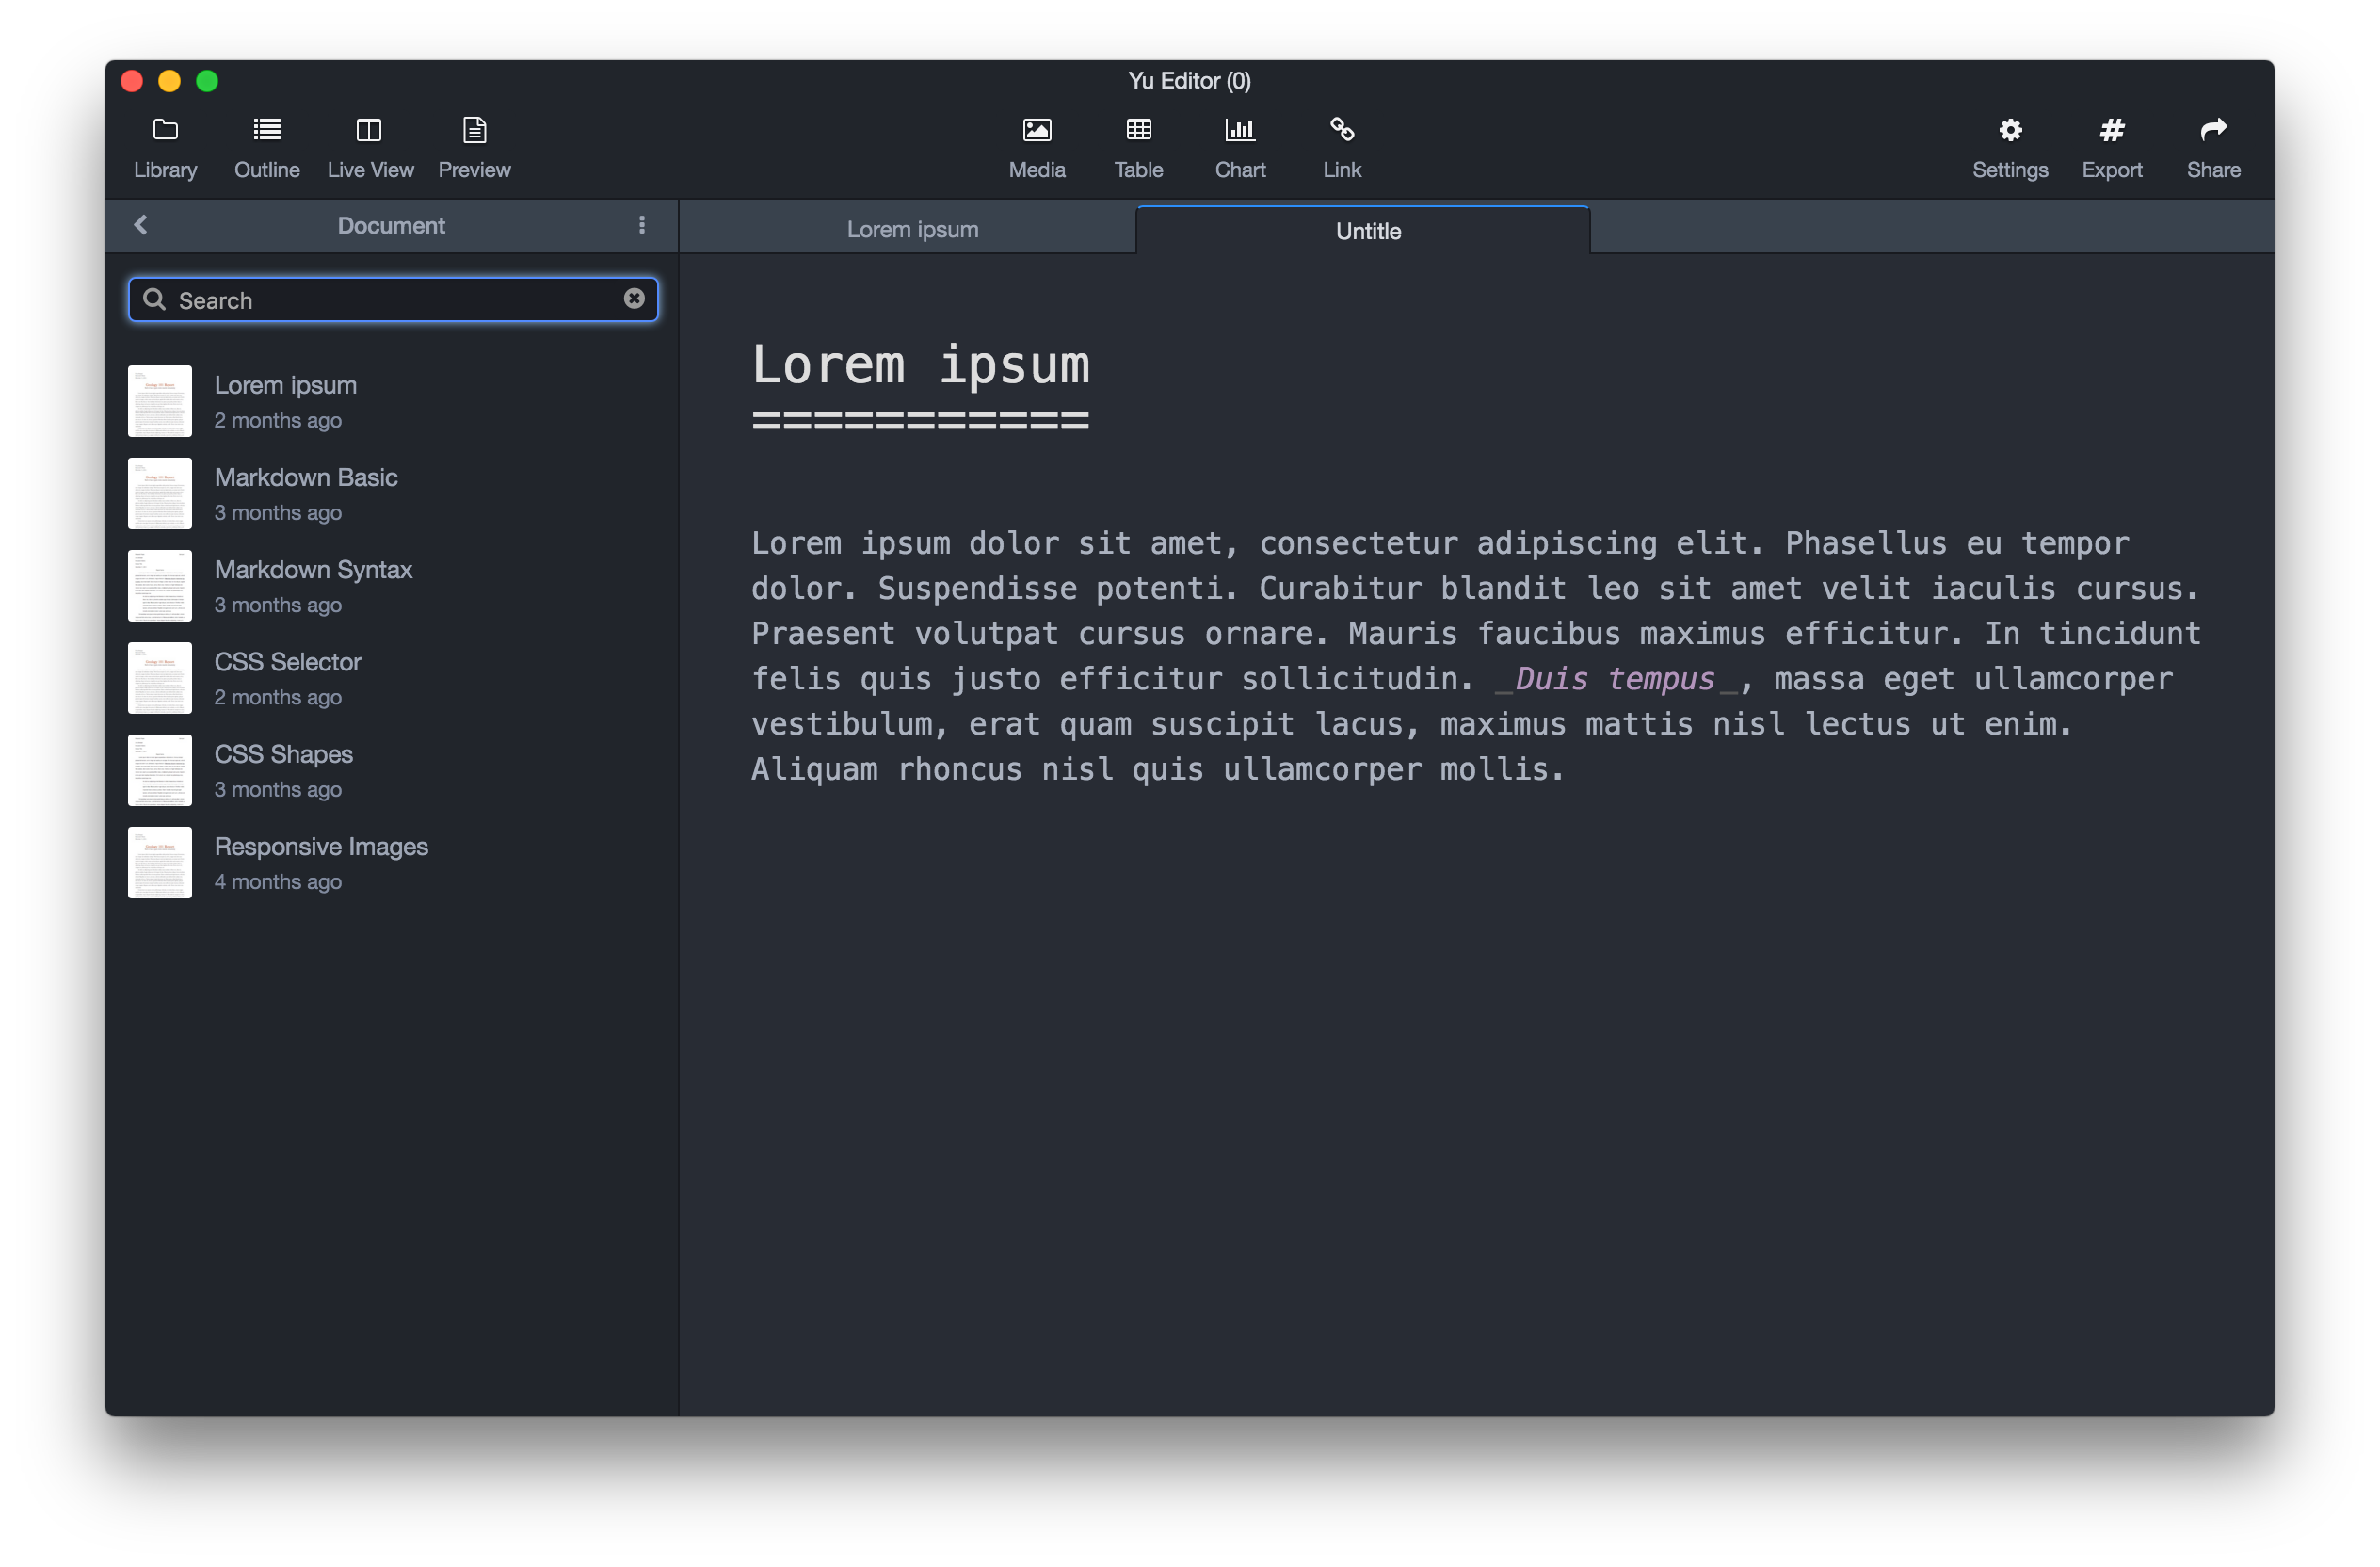 Yu Editor (0)
Library Outline Live View Preview Media Table Chart Link Settings Export Share
Document
Lorem ipsum Untitle
Search
Lorem ipsum
2 months ago
Markdown Basic
3 months ago
Markdown Syntax
3 months ago
CSS Selector
2 months ago
CSS Shapes
3 months ago
Responsive Images
4 months ago
Lorem ipsum
===========
Lorem ipsum dolor sit amet, consectetur adipiscing elit. Phasellus eu tempor
dolor. Suspendisse potenti. Curabitur blandit leo sit amet velit iaculis cursus.
Praesent volutpat cursus ornare. Mauris faucibus maximus efficitur. In tincidunt
felis quis justo efficitur sollicitudin. _Duis tempus_, massa eget ullamcorper
vestibulum, erat quam suscipit lacus, maximus mattis nisl lectus ut enim.
Aliquam rhoncus nisl quis ullamcorper mollis.